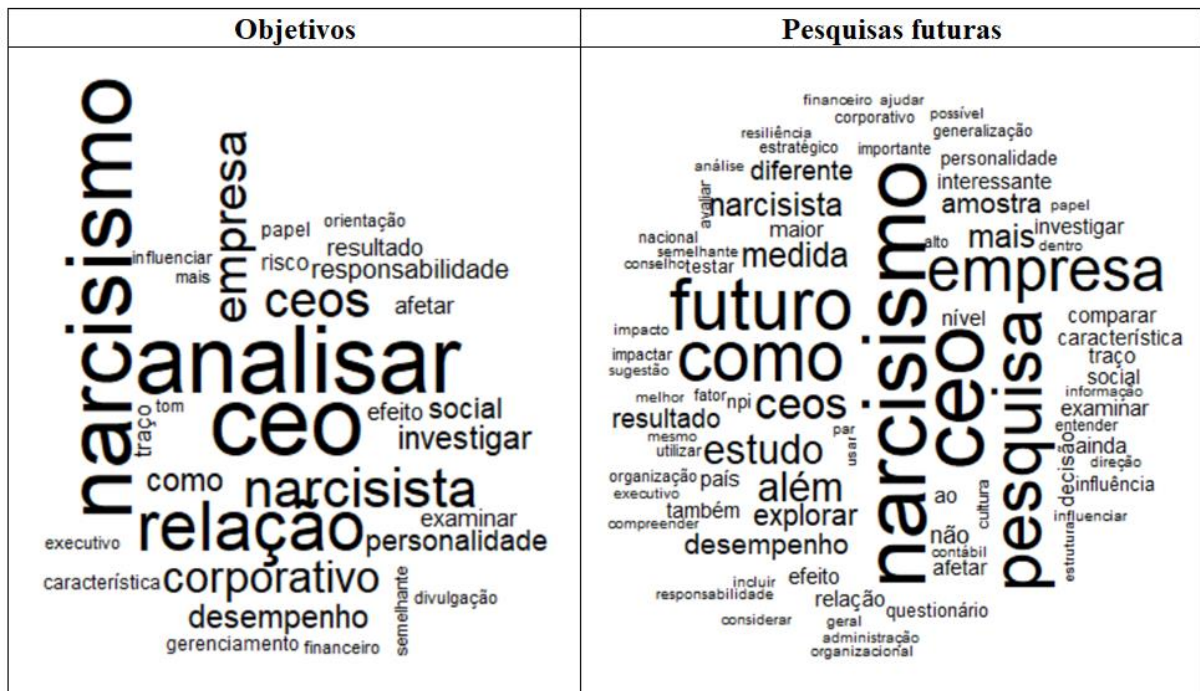 Objetivos
narcisismo
empresa
papel
orientação
influenciar
resultado
mais
risco
responsabilidade
ceos
afetar
analisar
traço
tom
ceo
efeito
social
investigar
como
narcisista
relação
examinar
executivo
personalidade
característica
corporativo
semelhante
divulgação
desempenho
gerenciamento
financeiro
Pesquisas futuras
financeiro
ajudar
corporativo
possível
resiliência
generalização
estratégico
importante
análise
diferente
personalidade
avaliar
interessante
narcisista
amostra
papel
maior
investigar
nacional
alto
mais
semelhante
medida
dentro
conselho
testar
narcisismo
empresa
futuro
nível
comparar
impacto
característica
como
ceo
pesquisa
impactar
traço
sugestão
social
melhor
fator
npi
ceos
informação
resultado
examinar
par
entender
mesmo
usar
utilizar
estudo
ainda
decisão
direção
organização
país
além
influência
executivo
ao
cultura
também
explorar
influenciar
compreender
não
desempenho
contábil
afetar
estrutura
incluir
efeito
responsabilidade
relação
questionário
considerar
geral
administração
organizacional